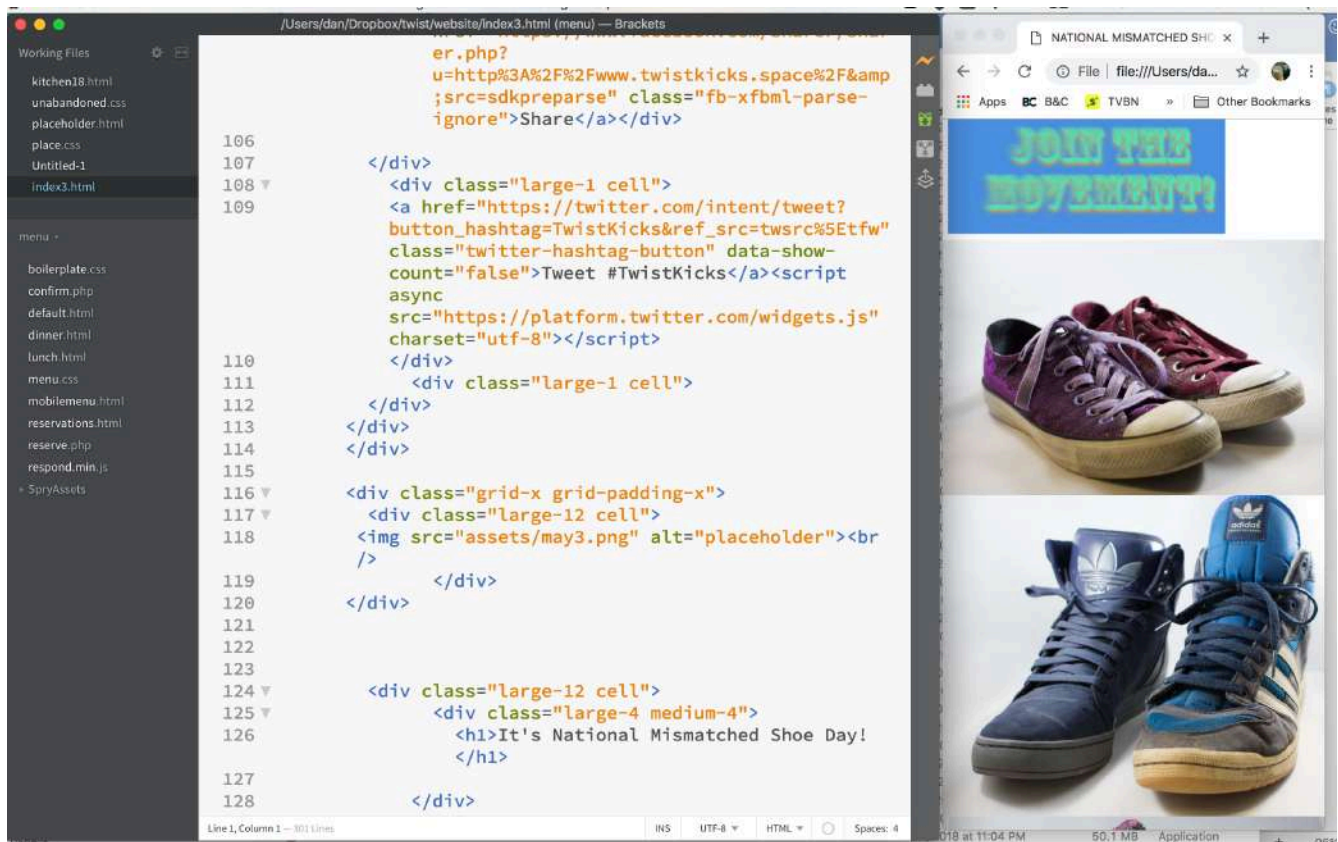 /Users/dan/Dropbox/twist/website/index3.html (menu) — Brackets
Working Files
kitchen18.html
unabandoned.css
placeholder.html
place.css
Untitled-1
index3.html
menu
boilerplate.css
confirm.php
default.html
dinner.html
lunch.html
menu.css
mobilemenu.html
reservations.html
reserve.php
respond.min.js
SpryAssets
er.php?
u=http%3A%2F%2Fwww.twistkicks.space%2F&amp
;src=sdkpreparse" class="fb-xfbml-parse-
ignore">Share</a></div>
106
107 </div>
108 <div class="large-1 cell">
109 <a href="https://twitter.com/intent/tweet?
button_hashtag=TwistKicks&ref_src=twsrc%5Etfw"
class="twitter-hashtag-button" data-show-
count="false">Tweet #TwistKicks</a><script
async
src="https://platform.twitter.com/widgets.js"
charset="utf-8"></script>
110 </div>
111 <div class="large-1 cell">
112 </div>
113 </div>
114 </div>
115
116 <div class="grid-x grid-padding-x">
117 <div class="large-12 cell">
118 <img src="assets/may3.png" alt="placeholder"><br
/>
119 </div>
120 </div>
121
122
123
124 <div class="large-12 cell">
125 <div class="large-4 medium-4">
126 <h1>It's National Mismatched Shoe Day!
</h1>
127
128 </div>
Line 1, Column 1 — 301 Lines
INS UTF-8 HTML Spaces: 4
NATIONAL MISMATCHED SHO × +
File file:///Users/da...
Apps BC B&C TVBN » Other Bookmarks
JOIN THE
MOVEMENT!
adidas
018 at 11:04 PM 50.1 MB Application